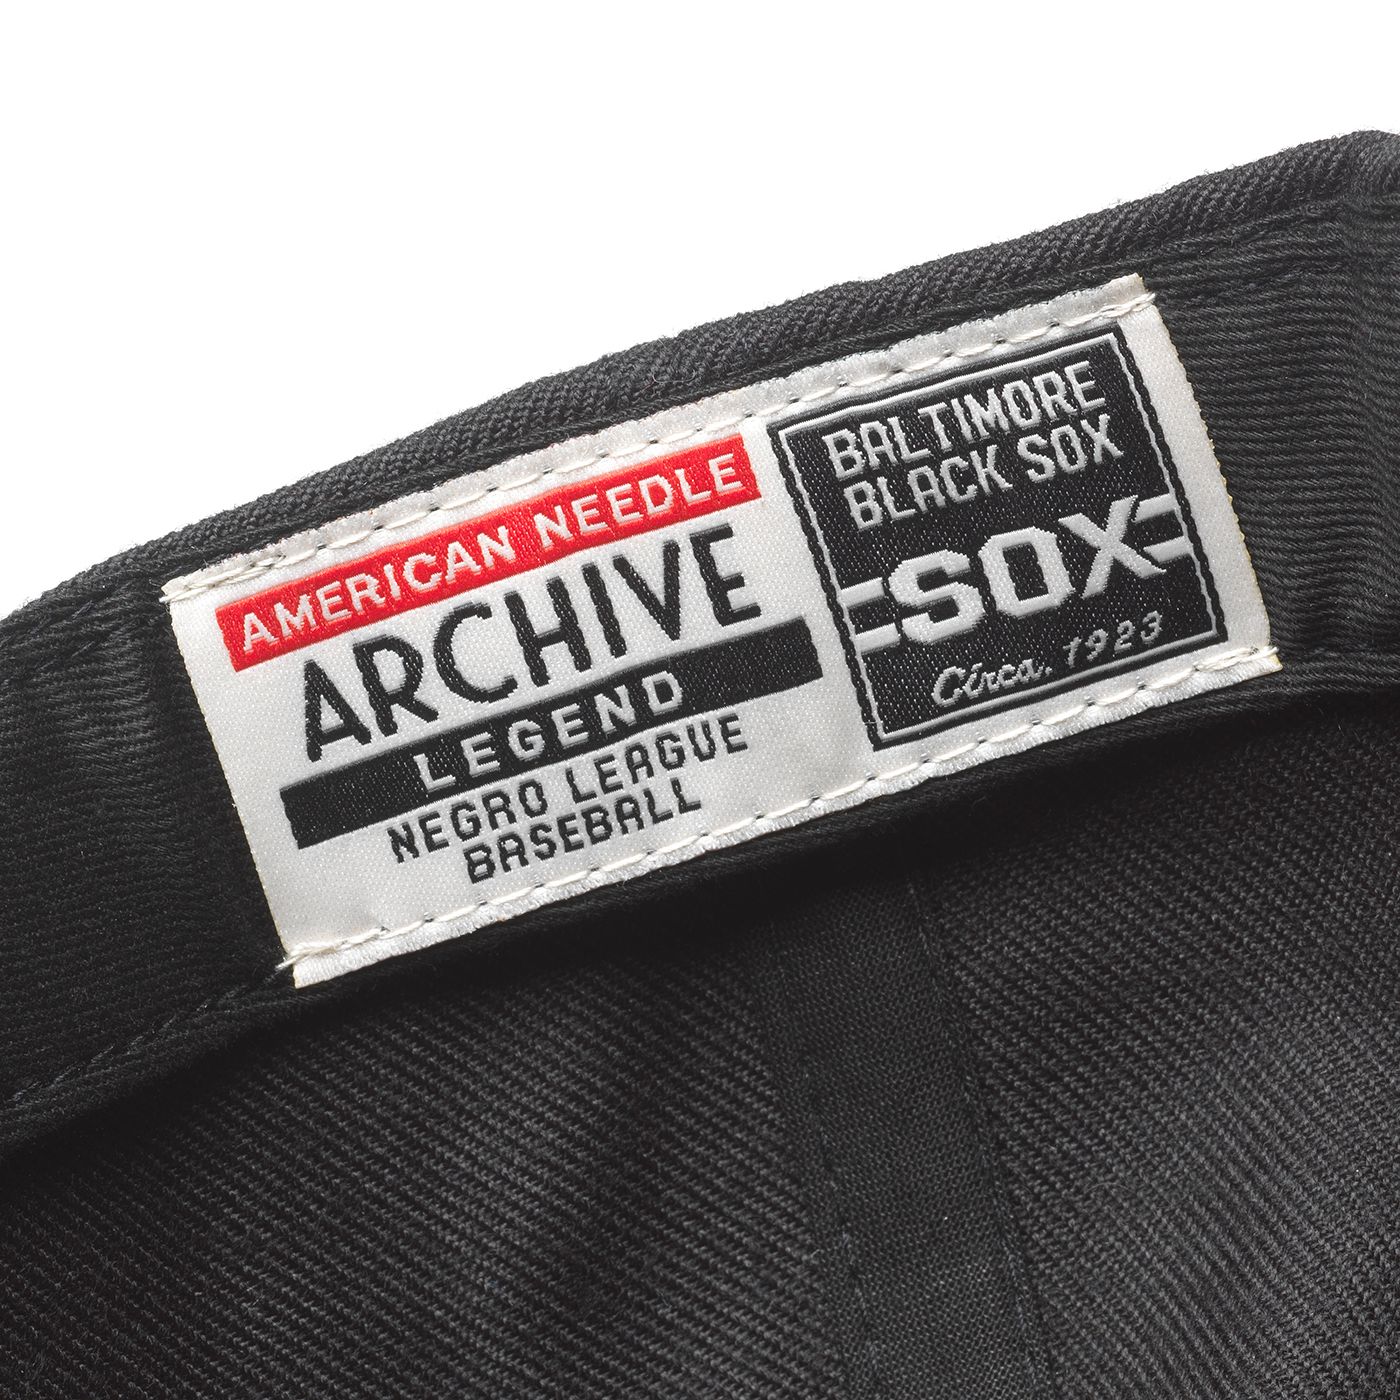 AMERICAN NEEDLE
ARCHIVE
LEGEND
NEGRO LEAGUE
BASEBALL
BALTIMORE
BLACK SOX
SOX
Circa. 1923